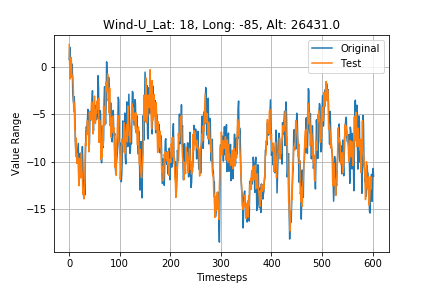 Wind-U_Lat: 18, Long: -85, Alt: 26431.0
Original
Test
Value Range
0
−5
−10
−15
0
100
200
300
400
500
600
Timesteps